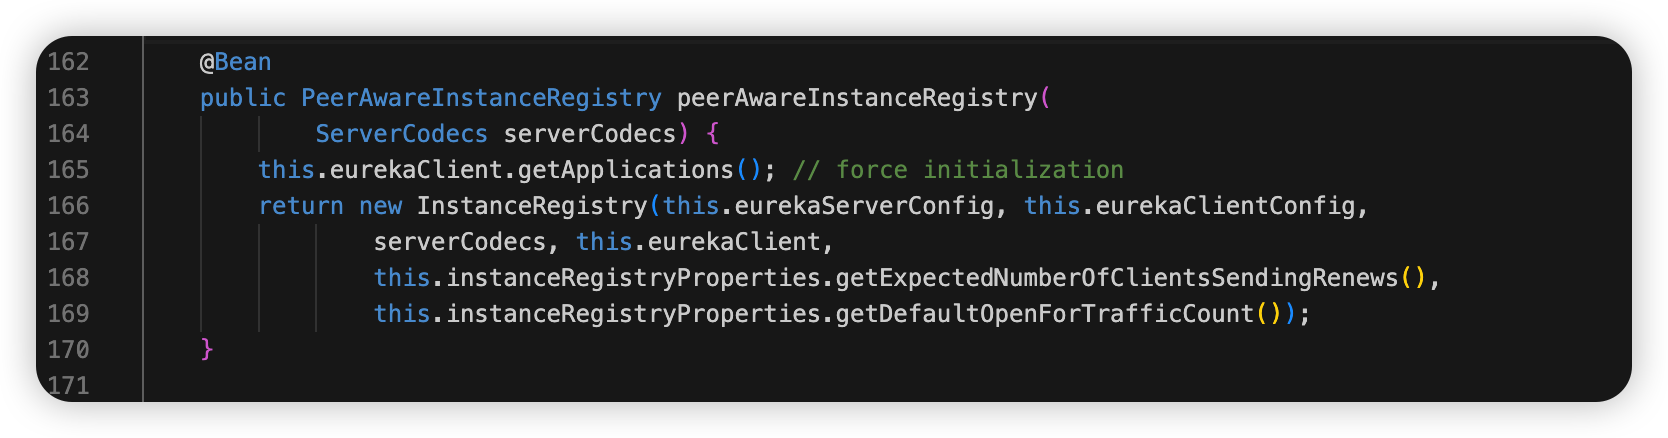 162 @Bean
163 public PeerAwareInstanceRegistry peerAwareInstanceRegistry(
164 ServerCodecs serverCodecs) {
165 this.eurekaClient.getApplications(); // force initialization
166 return new InstanceRegistry(this.eurekaServerConfig, this.eurekaClientConfig,
167 serverCodecs, this.eurekaClient,
168 this.instanceRegistryProperties.getExpectedNumberOfClientsSendingRenews(),
169 this.instanceRegistryProperties.getDefaultOpenForTrafficCount());
170 }
171